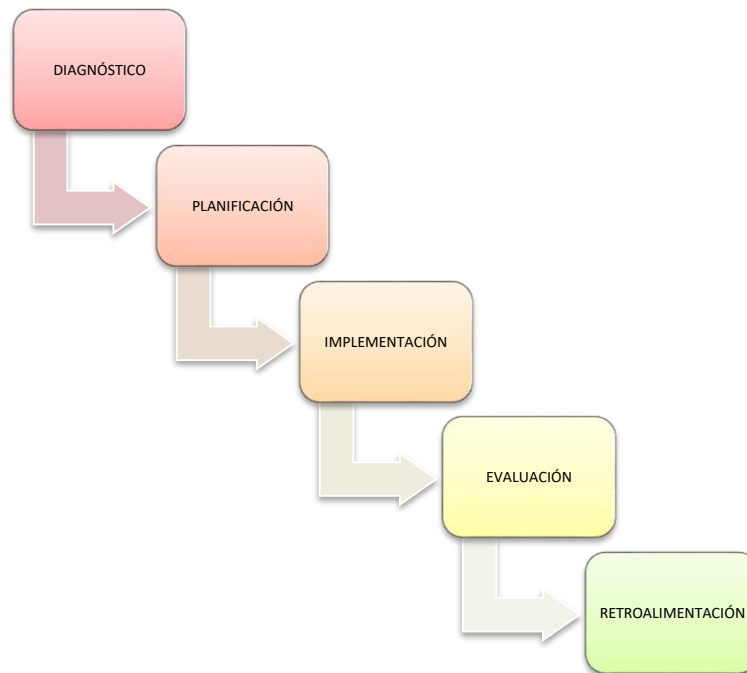 DIAGNÓSTICO
PLANIFICACIÓN
IMPLEMENTACIÓN
EVALUACIÓN
RETROALIMENTACIÓN